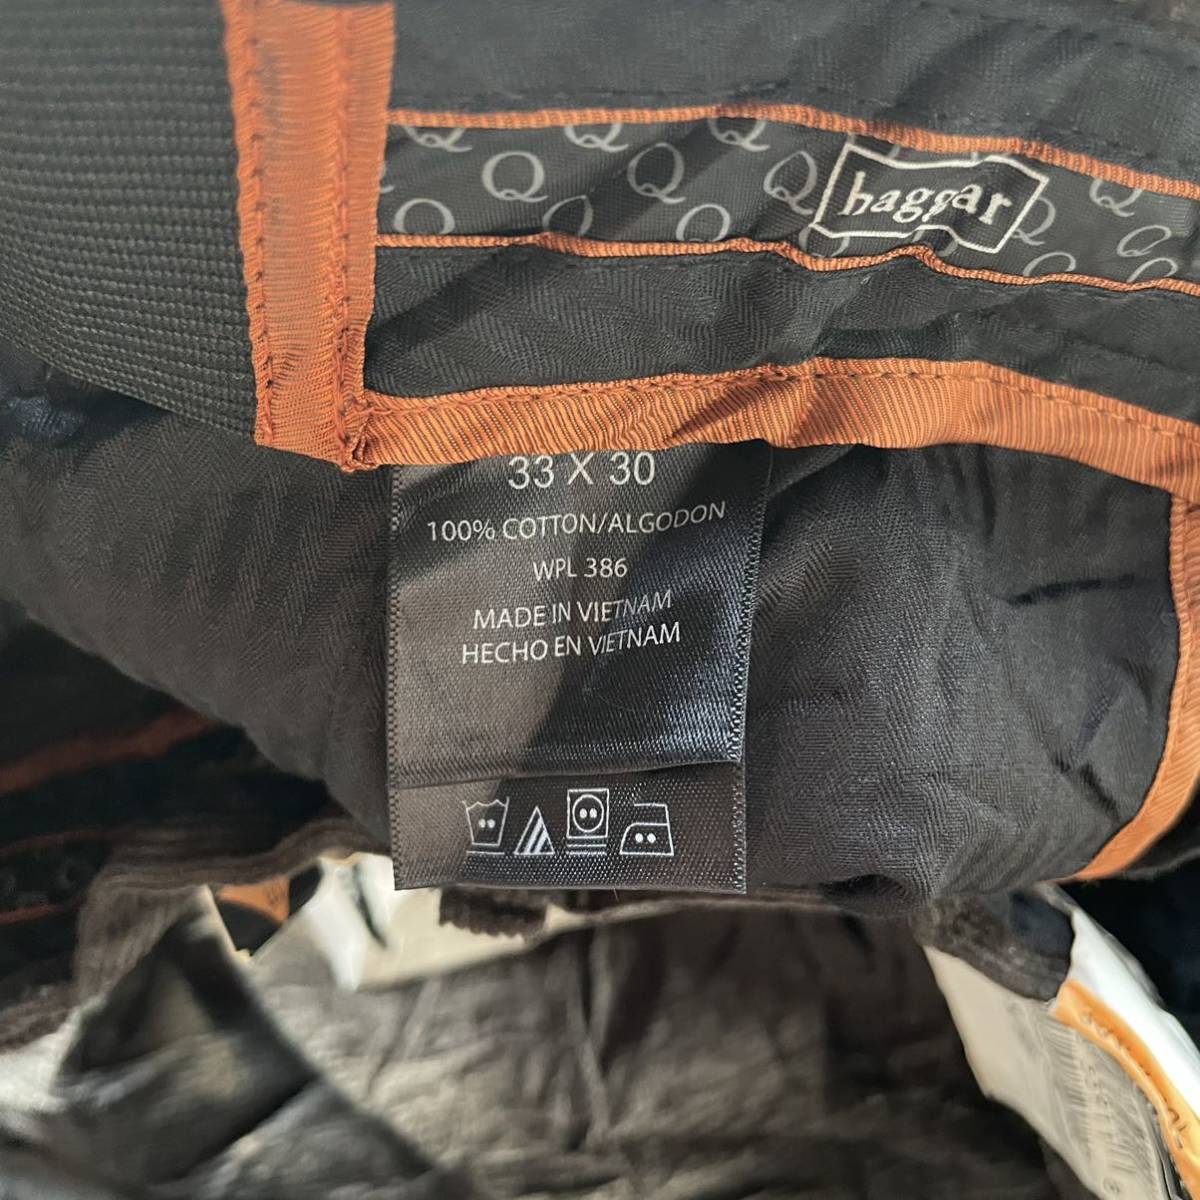 Q Q Q
Q Q Q haggar Q
Q Q Q Q Q
33 X 30
100% COTTON/ALGODON
WPL 386
MADE IN VIETNAM
HECHO EN VIETNAM